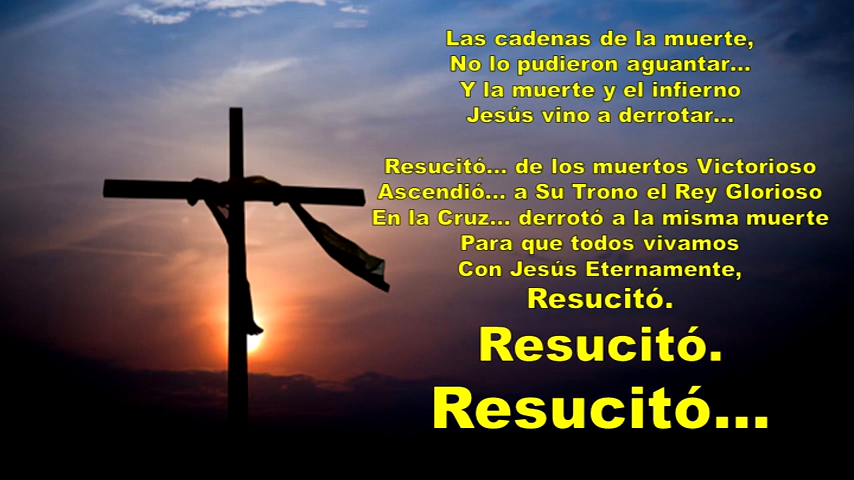 Las cadenas de la muerte,
No lo pudieron aguantar...
Y la muerte y el infierno
Jesús vino a derrotar...
Resucitó... de los muertos Victorioso
Ascendió... a Su Trono el Rey Glorioso
En la Cruz... derrotó a la misma muerte
Para que todos vivamos
Con Jesús Eternamente,
Resucitó.
Resucitó.
Resucitó...